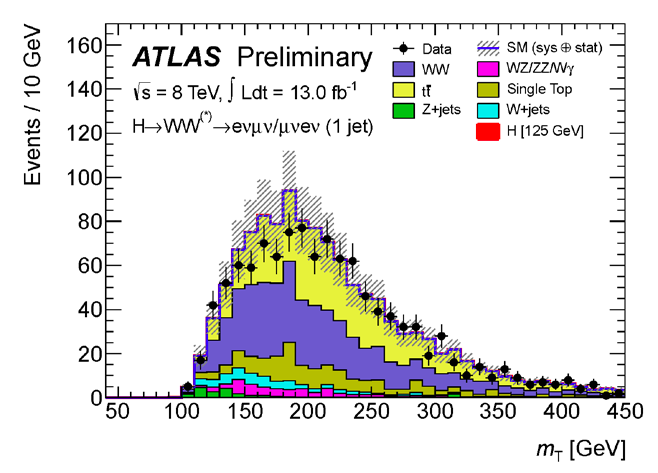 ATLAS Preliminary
√s = 8 TeV, ∫ Ldt = 13.0 fb⁻¹
H→WW⁽*⁾→eνμν/μνeν (1 jet)
Data
SM (sys ⊕ stat)
WW
WZ/ZZ/Wγ
tt̄
Single Top
Z+jets
W+jets
H [125 GeV]
Events / 10 GeV
160
140
120
100
80
60
40
20
0
50 100 150 200 250 300 350 400 450
m_T [GeV]